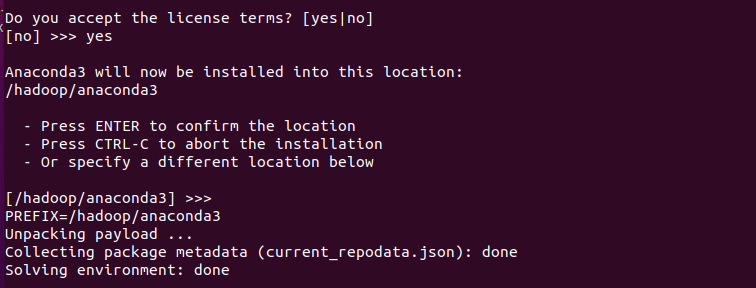 Do you accept the license terms? [yes|no]
[no] >>> yes
Anaconda3 will now be installed into this location:
/hadoop/anaconda3
- Press ENTER to confirm the location
- Press CTRL-C to abort the installation
- Or specify a different location below
[/hadoop/anaconda3] >>>
PREFIX=/hadoop/anaconda3
Unpacking payload ...
Collecting package metadata (current_repodata.json): done
Solving environment: done